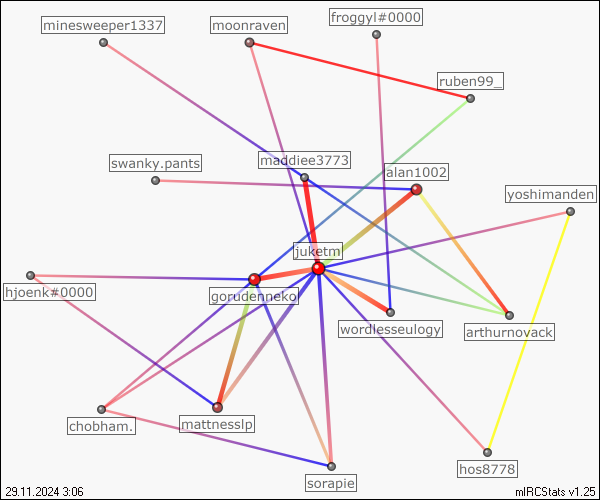 froggyl#0000
minesweeper1337
moonraven
ruben99_
maddiee3773
swanky.pants
alan1002
yoshimanden
juketm
hjoenk#0000
gorudenneko
wordlesseulogy
arthurnovack
chobham.
mattnesslp
hos8778
sorapie
29.11.2024 3:06
mIRCStats v1.25